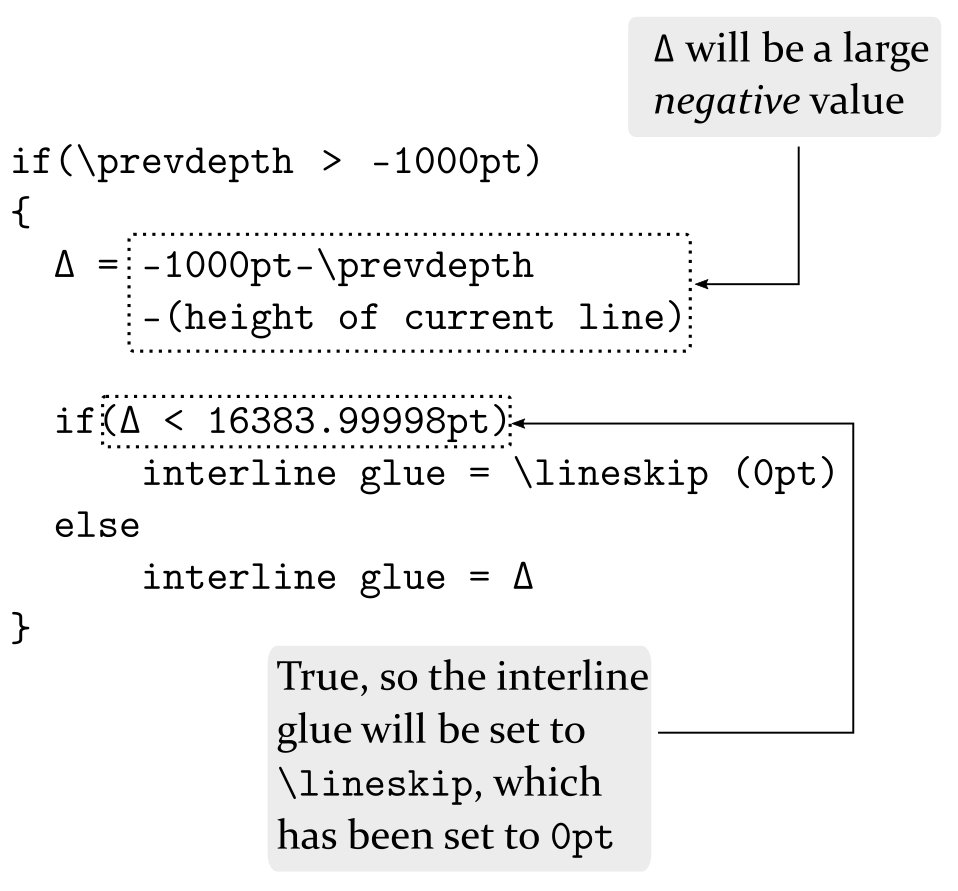 Δ will be a large
negative value
if(\prevdepth > -1000pt)
{
Δ = -1000pt-\prevdepth
-(height of current line)
if(Δ < 16383.99998pt)
interline glue = \lineskip (0pt)
else
interline glue = Δ
}
True, so the interline
glue will be set to
\lineskip, which
has been set to 0pt